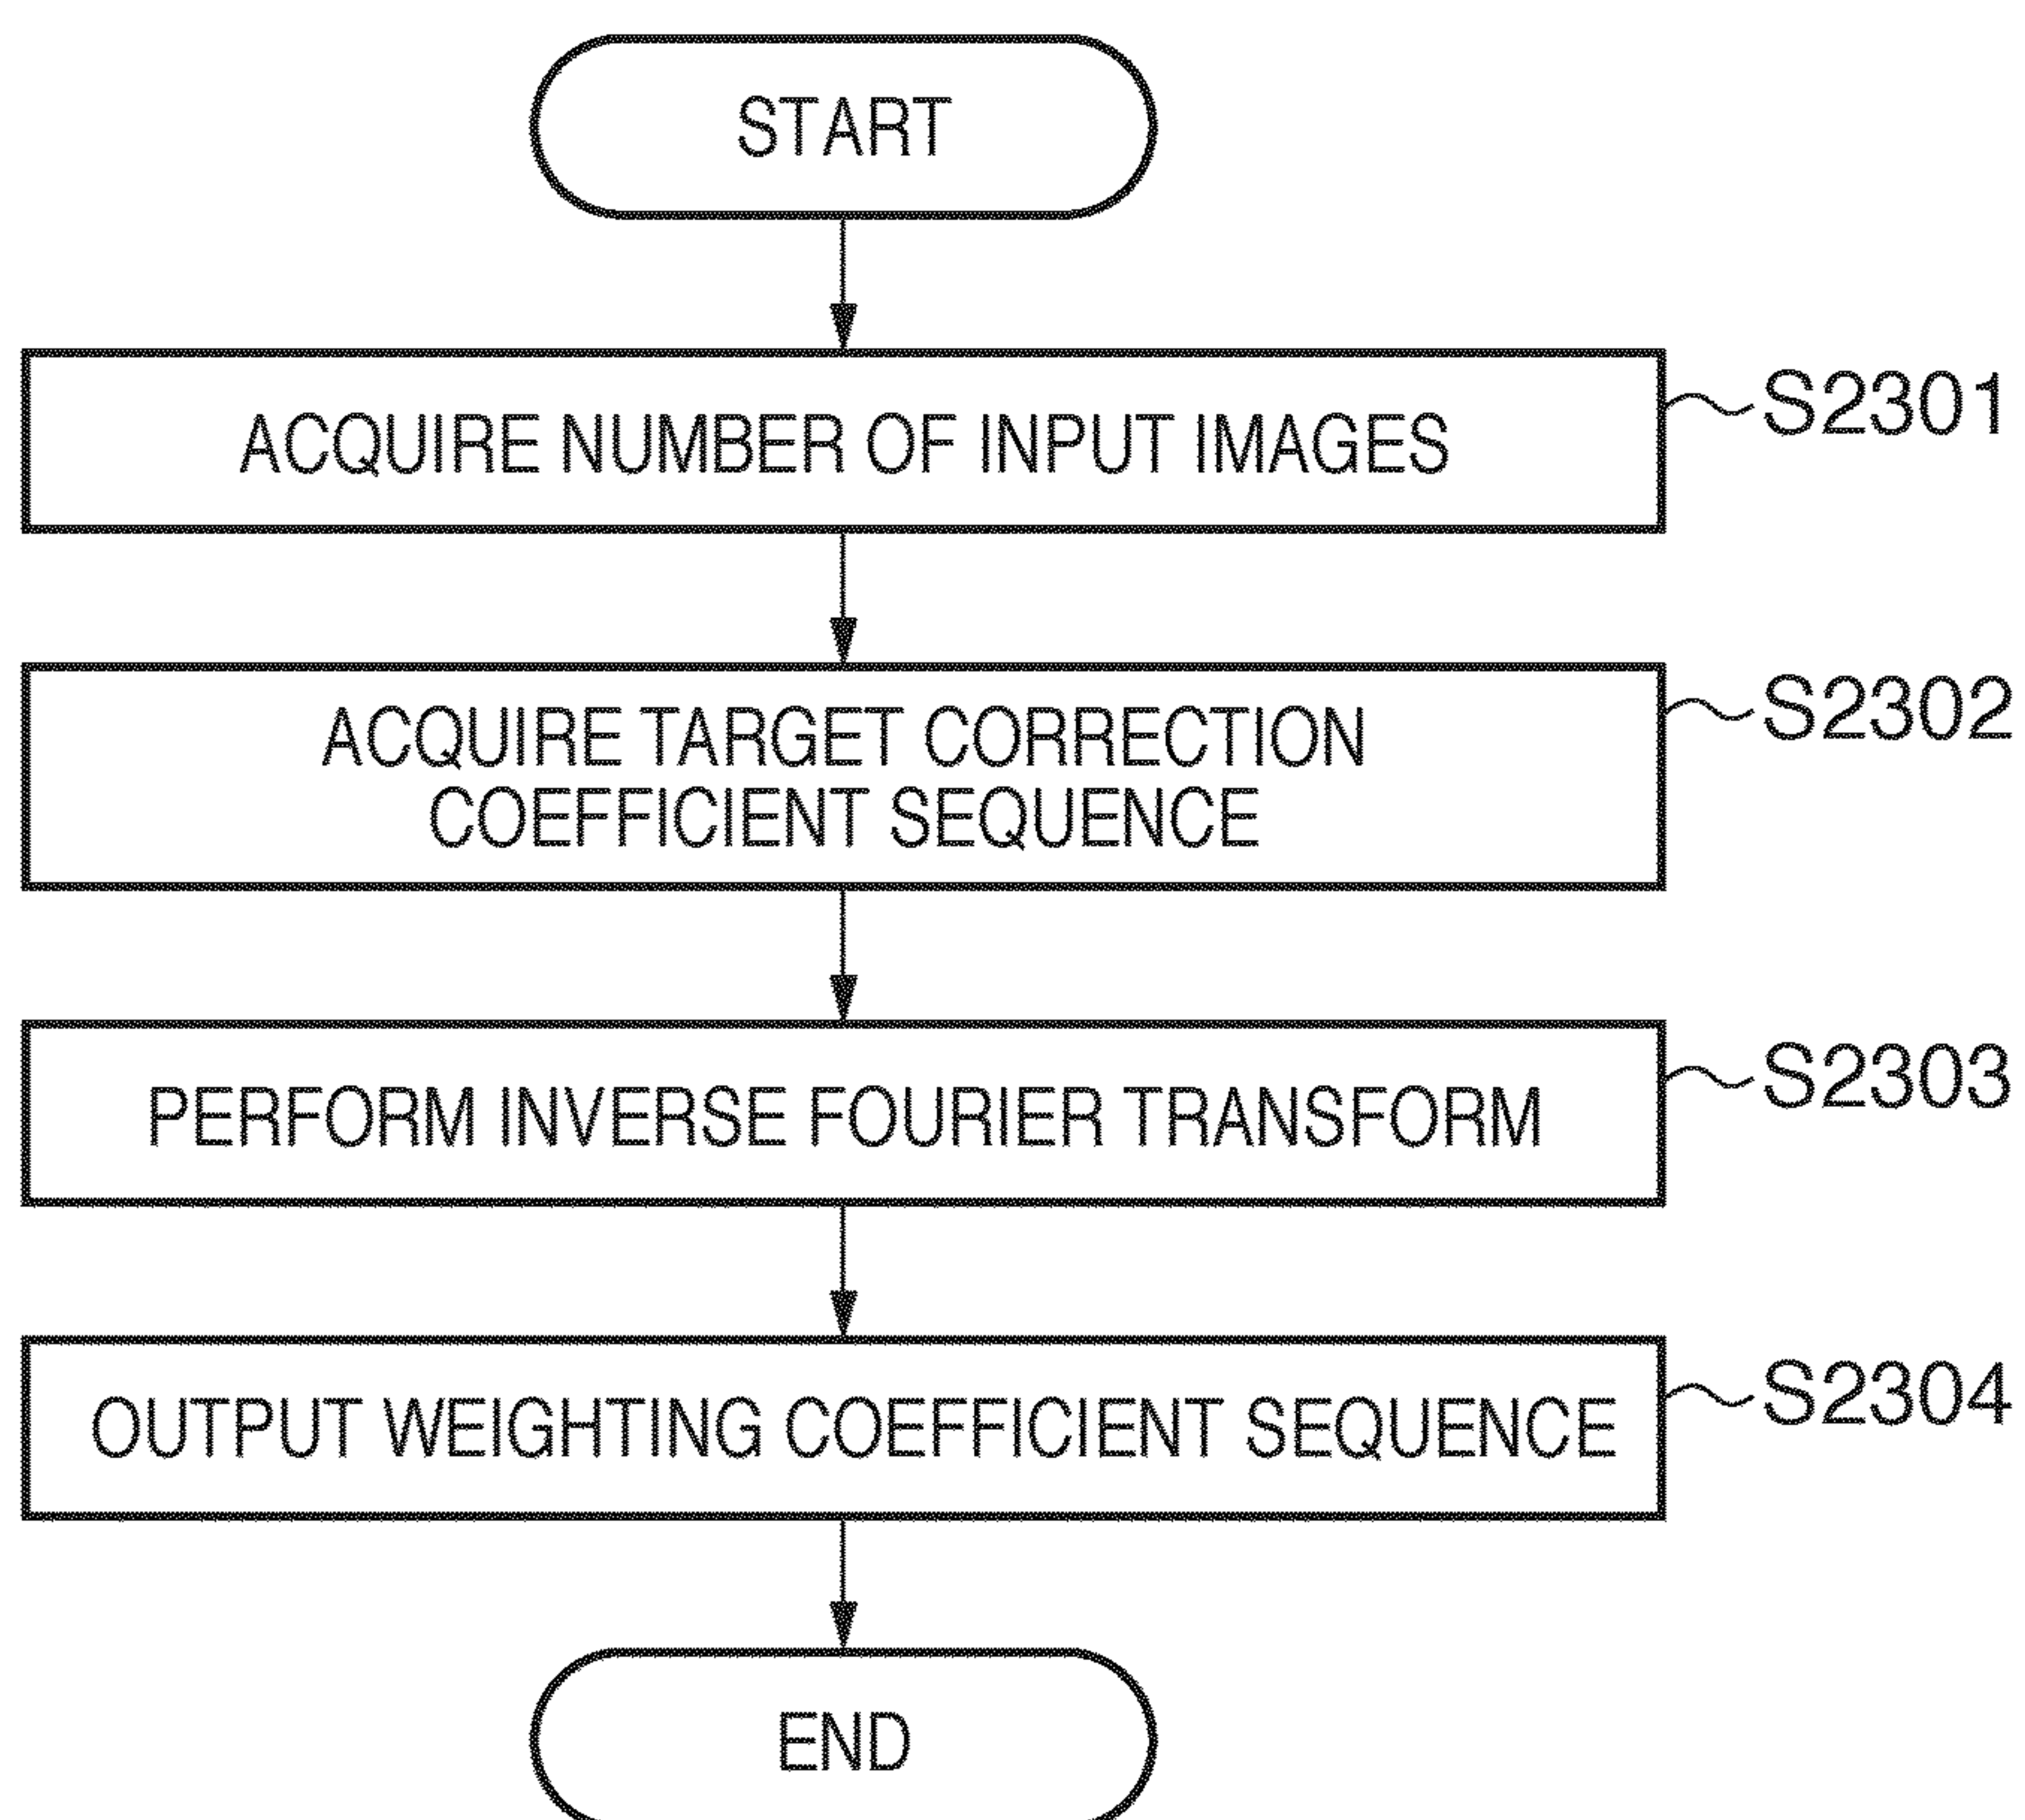 START
ACQUIRE NUMBER OF INPUT IMAGES
S2301
ACQUIRE TARGET CORRECTION
COEFFICIENT SEQUENCE
S2302
PERFORM INVERSE FOURIER TRANSFORM
S2303
OUTPUT WEIGHTING COEFFICIENT SEQUENCE
S2304
END